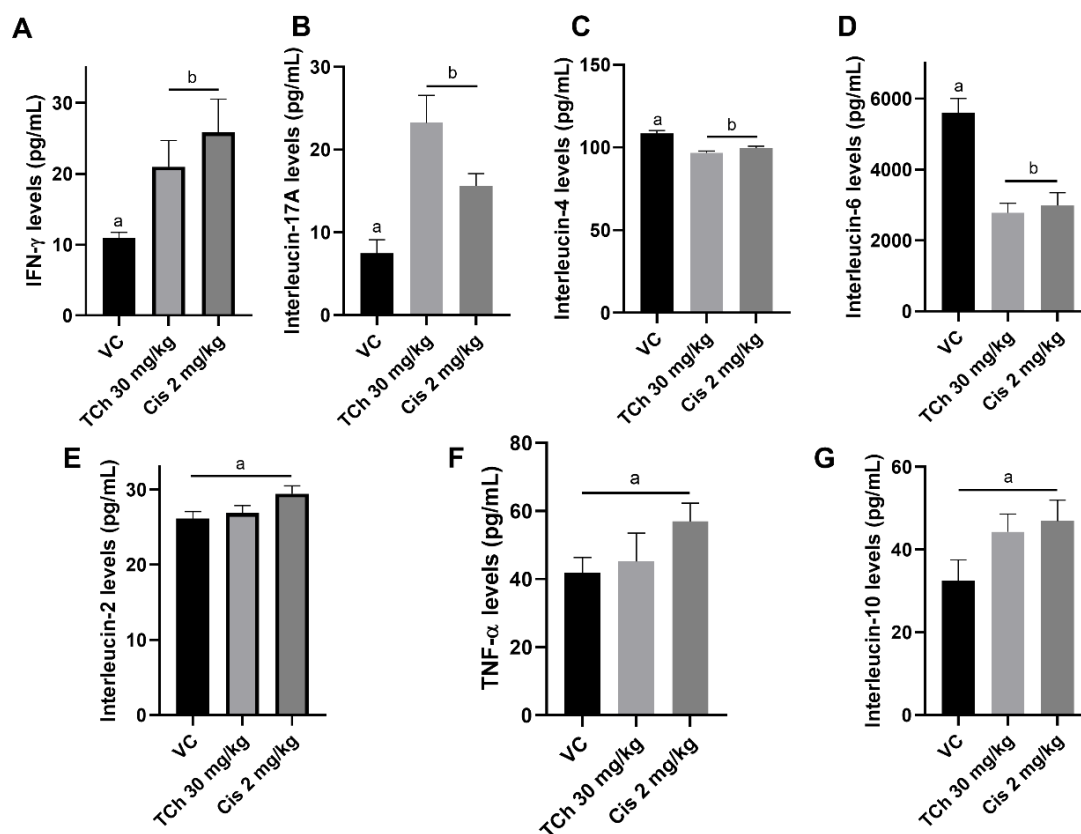 A
IFN-γ levels (pg/mL)
30
20
10
0
a
b
VC
TCh 30 mg/kg
Cis 2 mg/kg
B
Interleucin-17A levels (pg/mL)
30
20
10
0
a
b
VC
TCh 30 mg/kg
Cis 2 mg/kg
C
Interleucin-4 levels (pg/mL)
150
100
50
0
a
b
VC
TCh 30 mg/kg
Cis 2 mg/kg
D
Interleucin-6 levels (pg/mL)
6000
4000
2000
0
a
b
VC
TCh 30 mg/kg
Cis 2 mg/kg
E
Interleucin-2 levels (pg/mL)
30
20
10
0
a
VC
TCh 30 mg/kg
Cis 2 mg/kg
F
TNF-α levels (pg/mL)
80
60
40
20
0
a
VC
TCh 30 mg/kg
Cis 2 mg/kg
G
Interleucin-10 levels (pg/mL)
60
40
20
0
a
VC
TCh 30 mg/kg
Cis 2 mg/kg